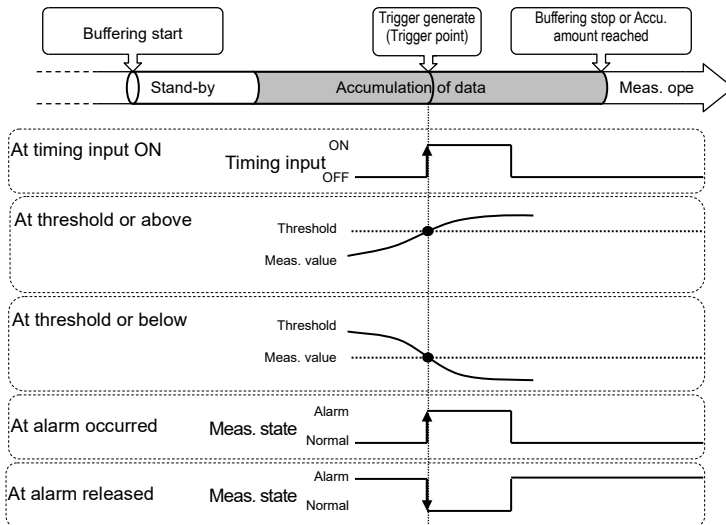 Buffering start
Trigger generate
(Trigger point)
Buffering stop or Accu.
amount reached
Stand-by
Accumulation of data
Meas. ope
At timing input ON
Timing input
ON
OFF
At threshold or above
Threshold
Meas. value
At threshold or below
Threshold
Meas. value
At alarm occurred
Meas. state
Alarm
Normal
At alarm released
Meas. state
Alarm
Normal